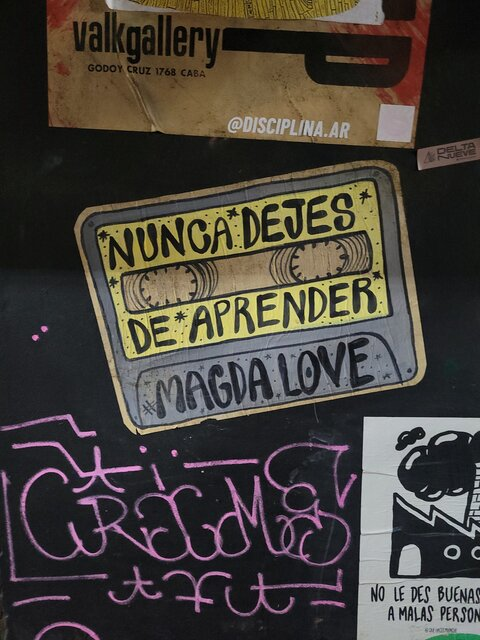 valkgallery
GODOY CRUZ 1768 CABA
P
@DISCIPLINA.AR
DELTA
NUEVE
NUNCA DEJES
DE APRENDER
MAGDA LOVE
NO LE DES BUENAS
A MALAS PERSON